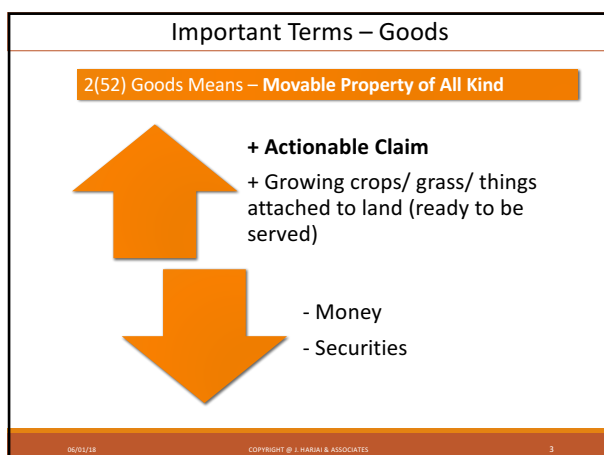 Important Terms – Goods
2(52) Goods Means – Movable Property of All Kind
+ Actionable Claim
+ Growing crops/ grass/ things
attached to land (ready to be
served)
- Money
- Securities
06/01/18
COPYRIGHT @ J. HARJAI & ASSOCIATES
3